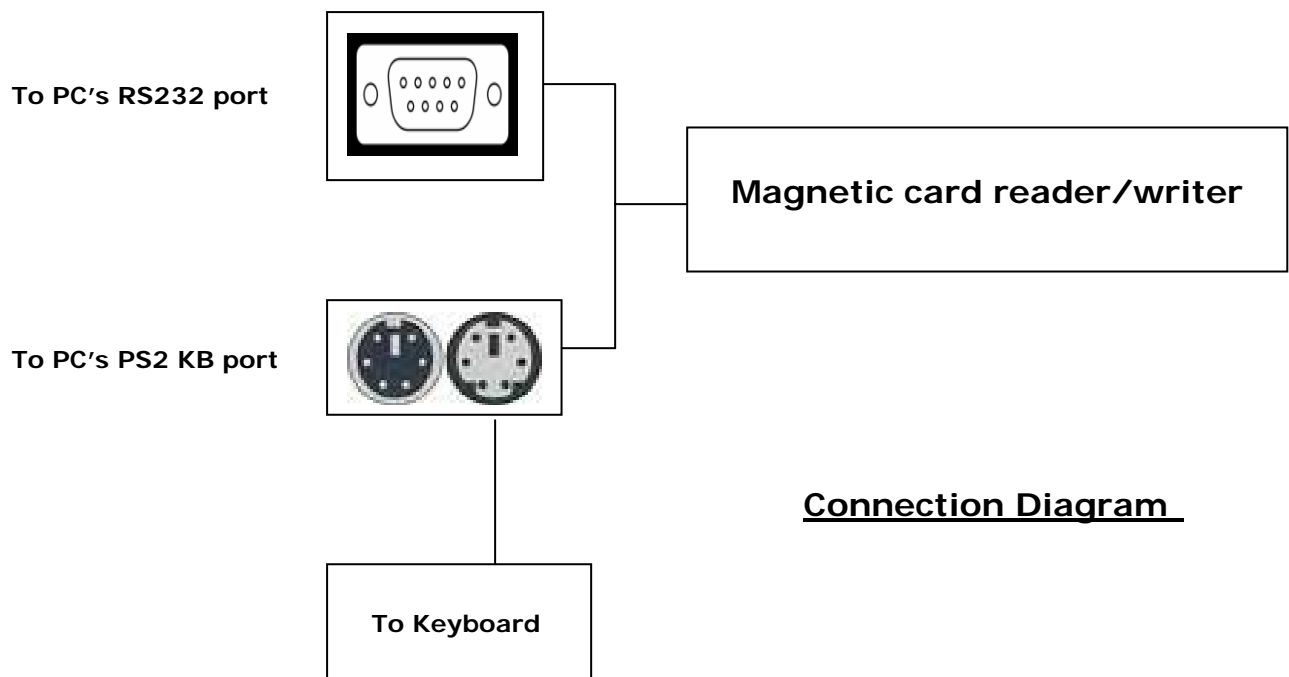 To PC's RS232 port
Magnetic card reader/writer
To PC's PS2 KB port
Connection Diagram
To Keyboard